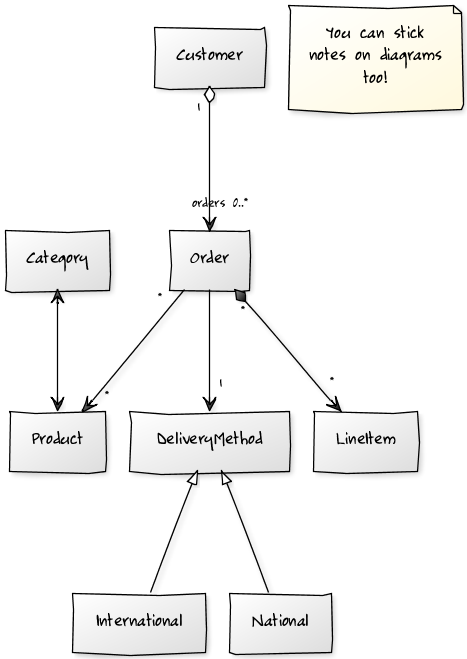 You can stick
notes on diagrams
too!
Customer
1
orders 0..*
Category
Order
*
*
*
1
*
Product
DeliveryMethod
LineItem
International
National